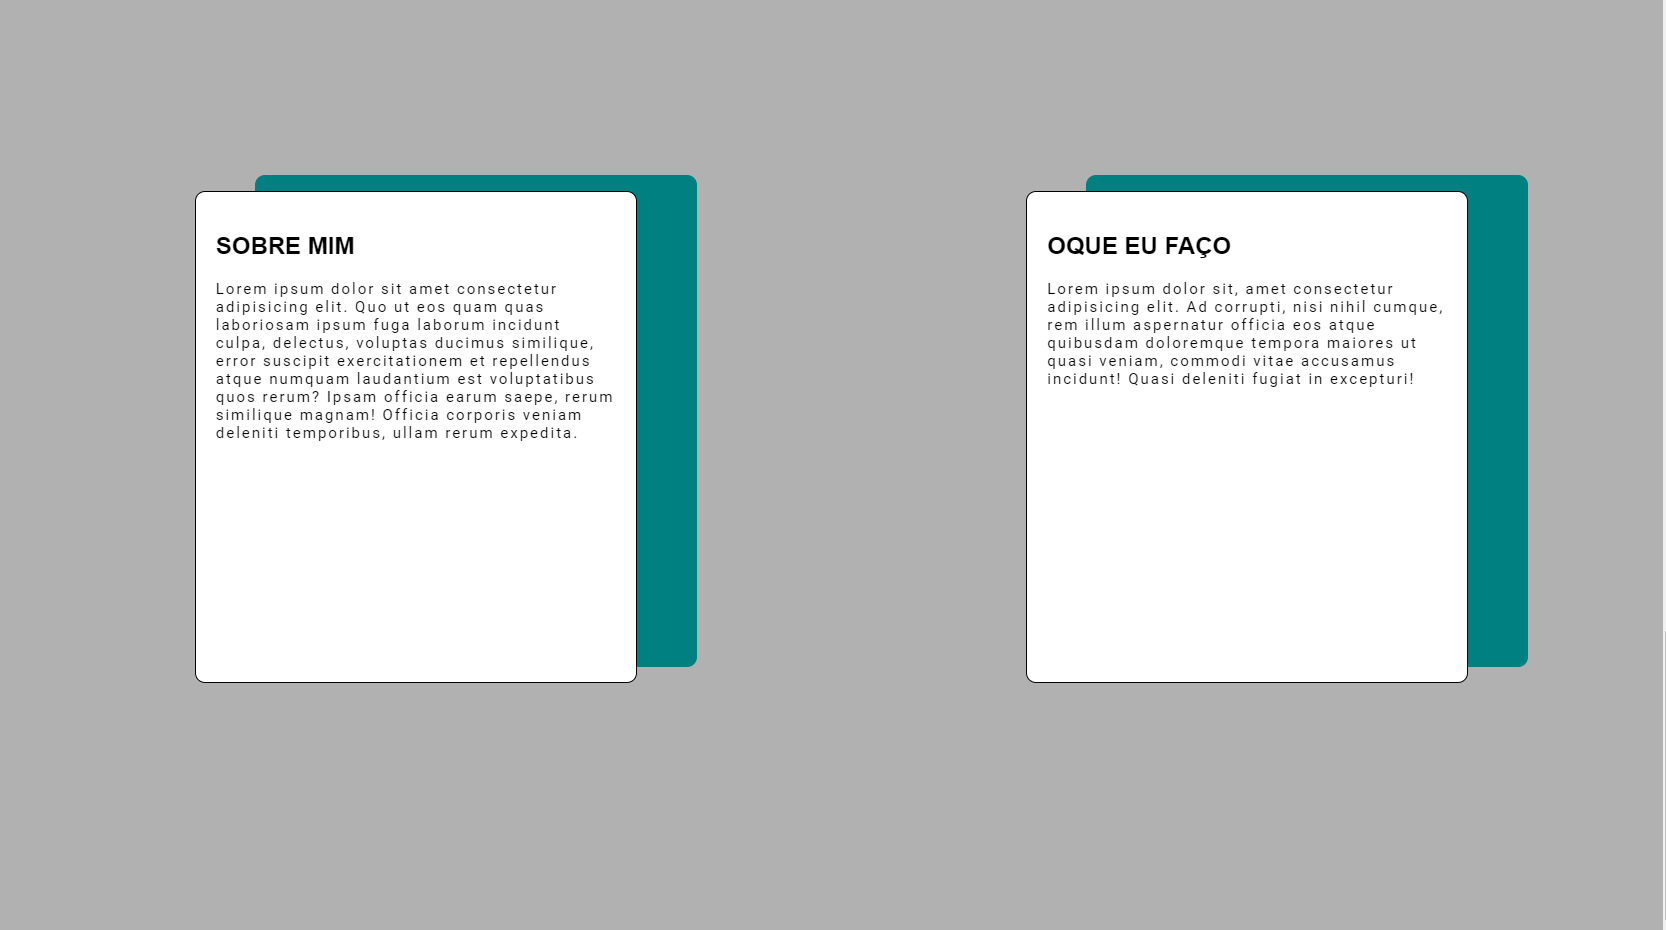 SOBRE MIM
Lorem ipsum dolor sit amet consectetur
adipisicing elit. Quo ut eos quam quas
laboriosam ipsum fuga laborum incidunt
culpa, delectus, voluptas ducimus similique,
error suscipit exercitationem et repellendus
atque numquam laudantium est voluptatibus
quos rerum? Ipsam officia earum saepe, rerum
similique magnam! Officia corporis veniam
deleniti temporibus, ullam rerum expedita.
OQUE EU FAÇO
Lorem ipsum dolor sit, amet consectetur
adipisicing elit. Ad corrupti, nisi nihil cumque,
rem illum aspernatur officia eos atque
quibusdam doloremque tempora maiores ut
quasi veniam, commodi vitae accusamus
incidunt! Quasi deleniti fugiat in excepturi!